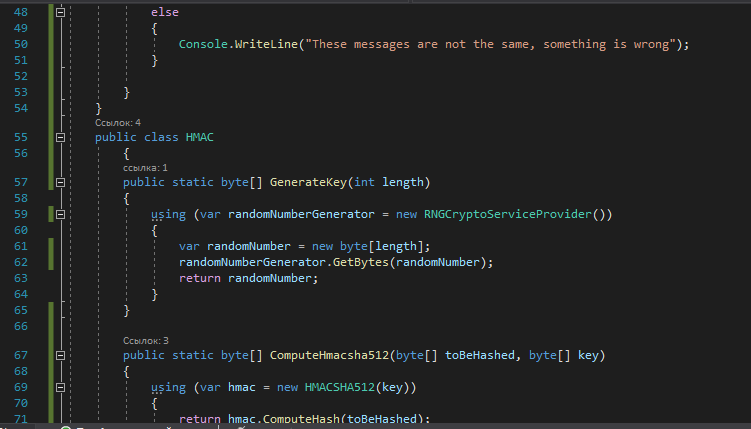 48 else
49 {
50 Console.WriteLine("These messages are not the same, something is wrong");
51 }
52
53 }
54 }
Ссылок: 4
55 public class HMAC
56 {
ссылка: 1
57 public static byte[] GenerateKey(int length)
58 {
59 using (var randomNumberGenerator = new RNGCryptoServiceProvider())
60 {
61 var randomNumber = new byte[length];
62 randomNumberGenerator.GetBytes(randomNumber);
63 return randomNumber;
64 }
65 }
66
Ссылок: 3
67 public static byte[] ComputeHmacsha512(byte[] toBeHashed, byte[] key)
68 {
69 using (var hmac = new HMACSHA512(key))
70 {
71 return hmac.ComputeHash(toBeHashed);